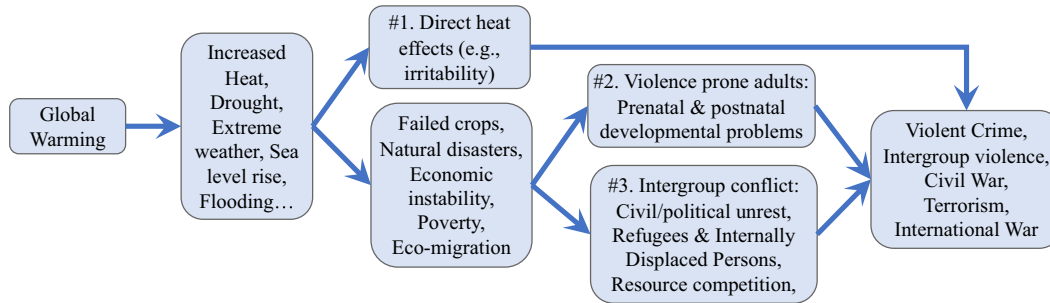 Global
Warming
Increased
Heat,
Drought,
Extreme
weather, Sea
level rise,
Flooding…
#1. Direct heat
effects (e.g.,
irritability)
Failed crops,
Natural disasters,
Economic
instability,
Poverty,
Eco-migration
#2. Violence prone adults:
Prenatal & postnatal
developmental problems
#3. Intergroup conflict:
Civil/political unrest,
Refugees & Internally
Displaced Persons,
Resource competition,
Violent Crime,
Intergroup violence,
Civil War,
Terrorism,
International War